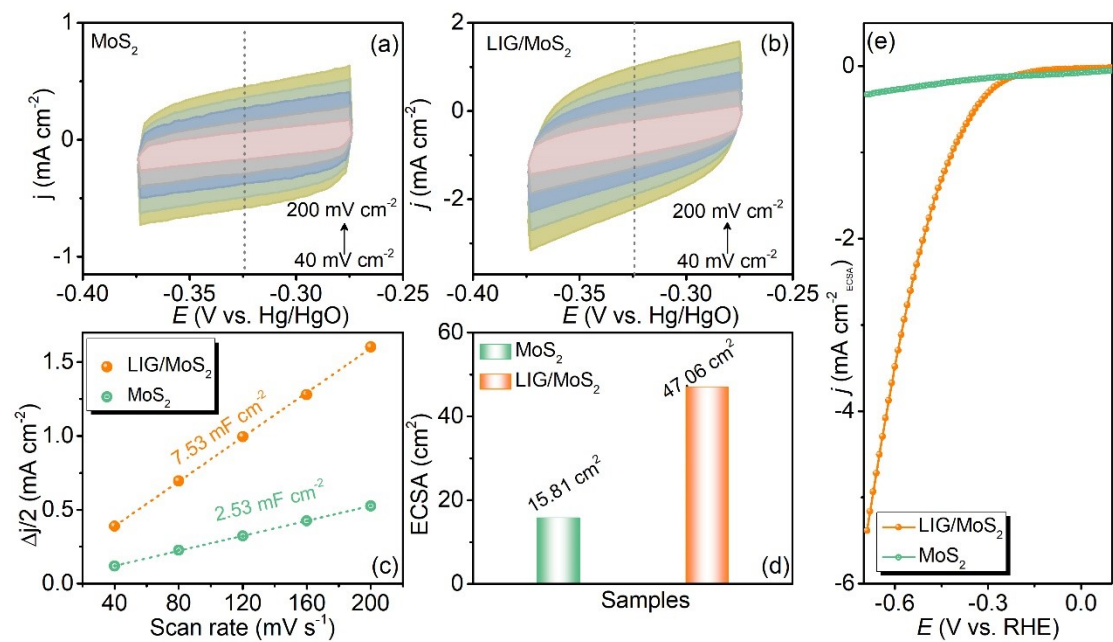 MoS₂
(a)
1
0
-1
j (mA cm⁻²)
200 mV cm⁻²
40 mV cm⁻²
-0.40
-0.35
-0.30
-0.25
E (V vs. Hg/HgO)
LIG/MoS₂
(b)
2
0
-2
j (mA cm⁻²)
200 mV cm⁻²
40 mV cm⁻²
-0.40
-0.35
-0.30
-0.25
E (V vs. Hg/HgO)
LIG/MoS₂
MoS₂
7.53 mF cm⁻²
2.53 mF cm⁻²
1.5
1.0
0.5
0.0
Δj/2 (mA cm⁻²)
(c)
40
80
120
160
200
Scan rate (mV s⁻¹)
MoS₂
LIG/MoS₂
60
40
20
0
ECSA (cm²)
15.81 cm²
47.06 cm²
(d)
Samples
(e)
0
-2
-4
-6
j (mA cm⁻²ECSA)
LIG/MoS₂
MoS₂
-0.6
-0.3
0.0
E (V vs. RHE)